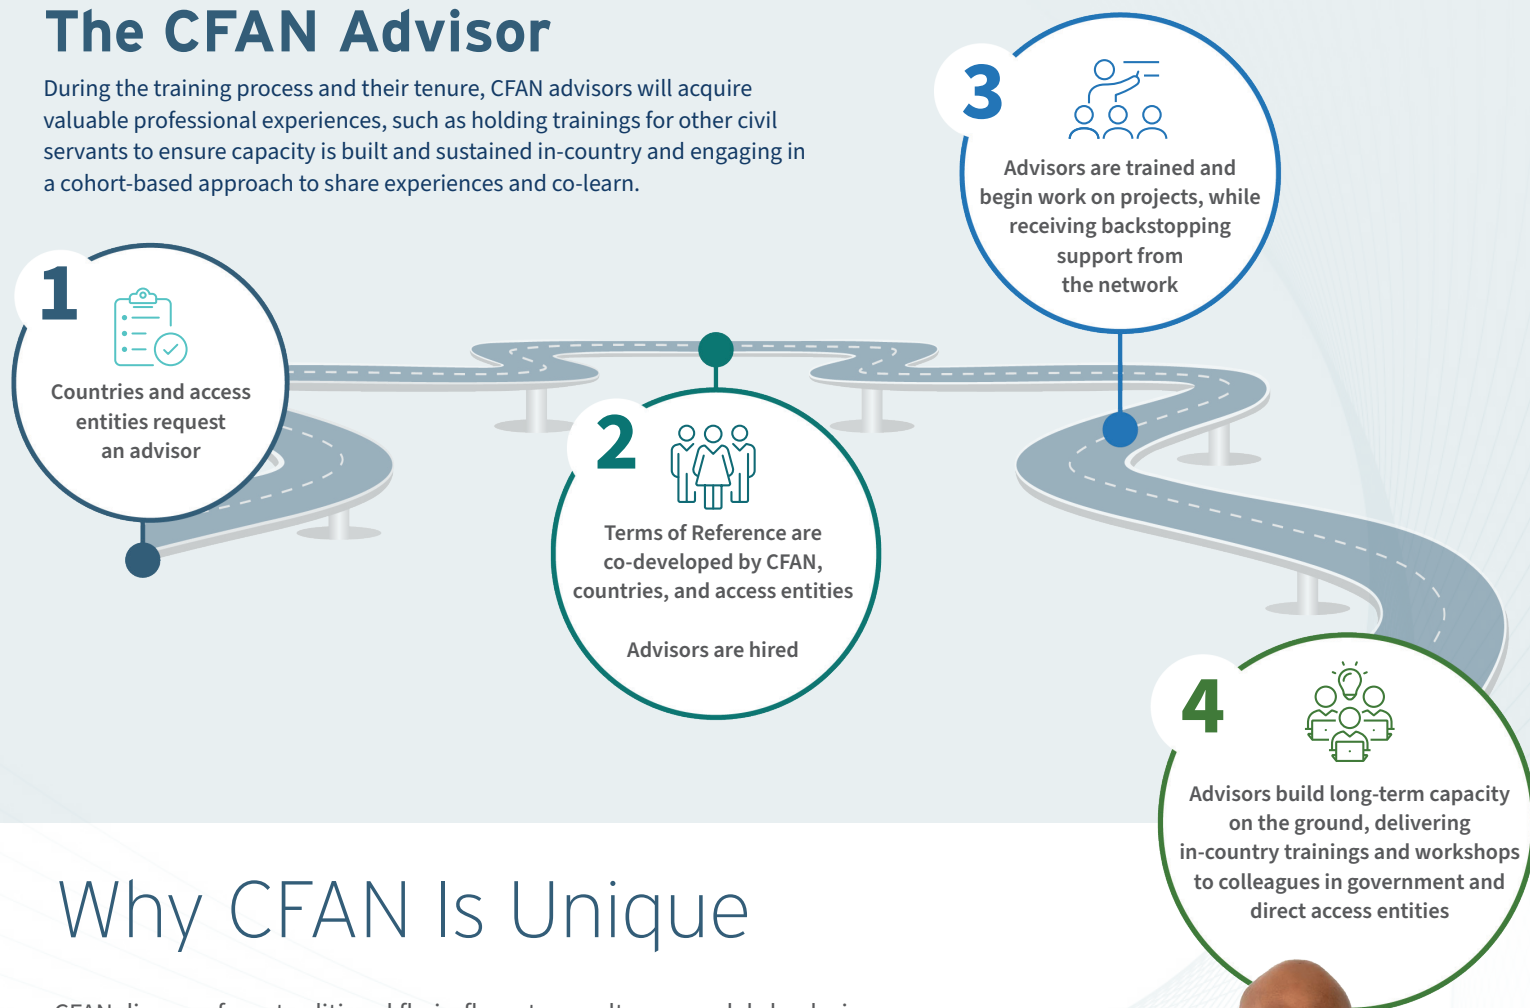 The CFAN Advisor
During the training process and their tenure, CFAN advisors will acquire
valuable professional experiences, such as holding trainings for other civil
servants to ensure capacity is built and sustained in-country and engaging in
a cohort-based approach to share experiences and co-learn.
1
Countries and access
entities request
an advisor
2
Terms of Reference are
co-developed by CFAN,
countries, and access entities
Advisors are hired
3
Advisors are trained and
begin work on projects, while
receiving backstopping
support from
the network
4
Advisors build long-term capacity
on the ground, delivering
in-country trainings and workshops
to colleagues in government and
direct access entities
Why CFAN Is Unique